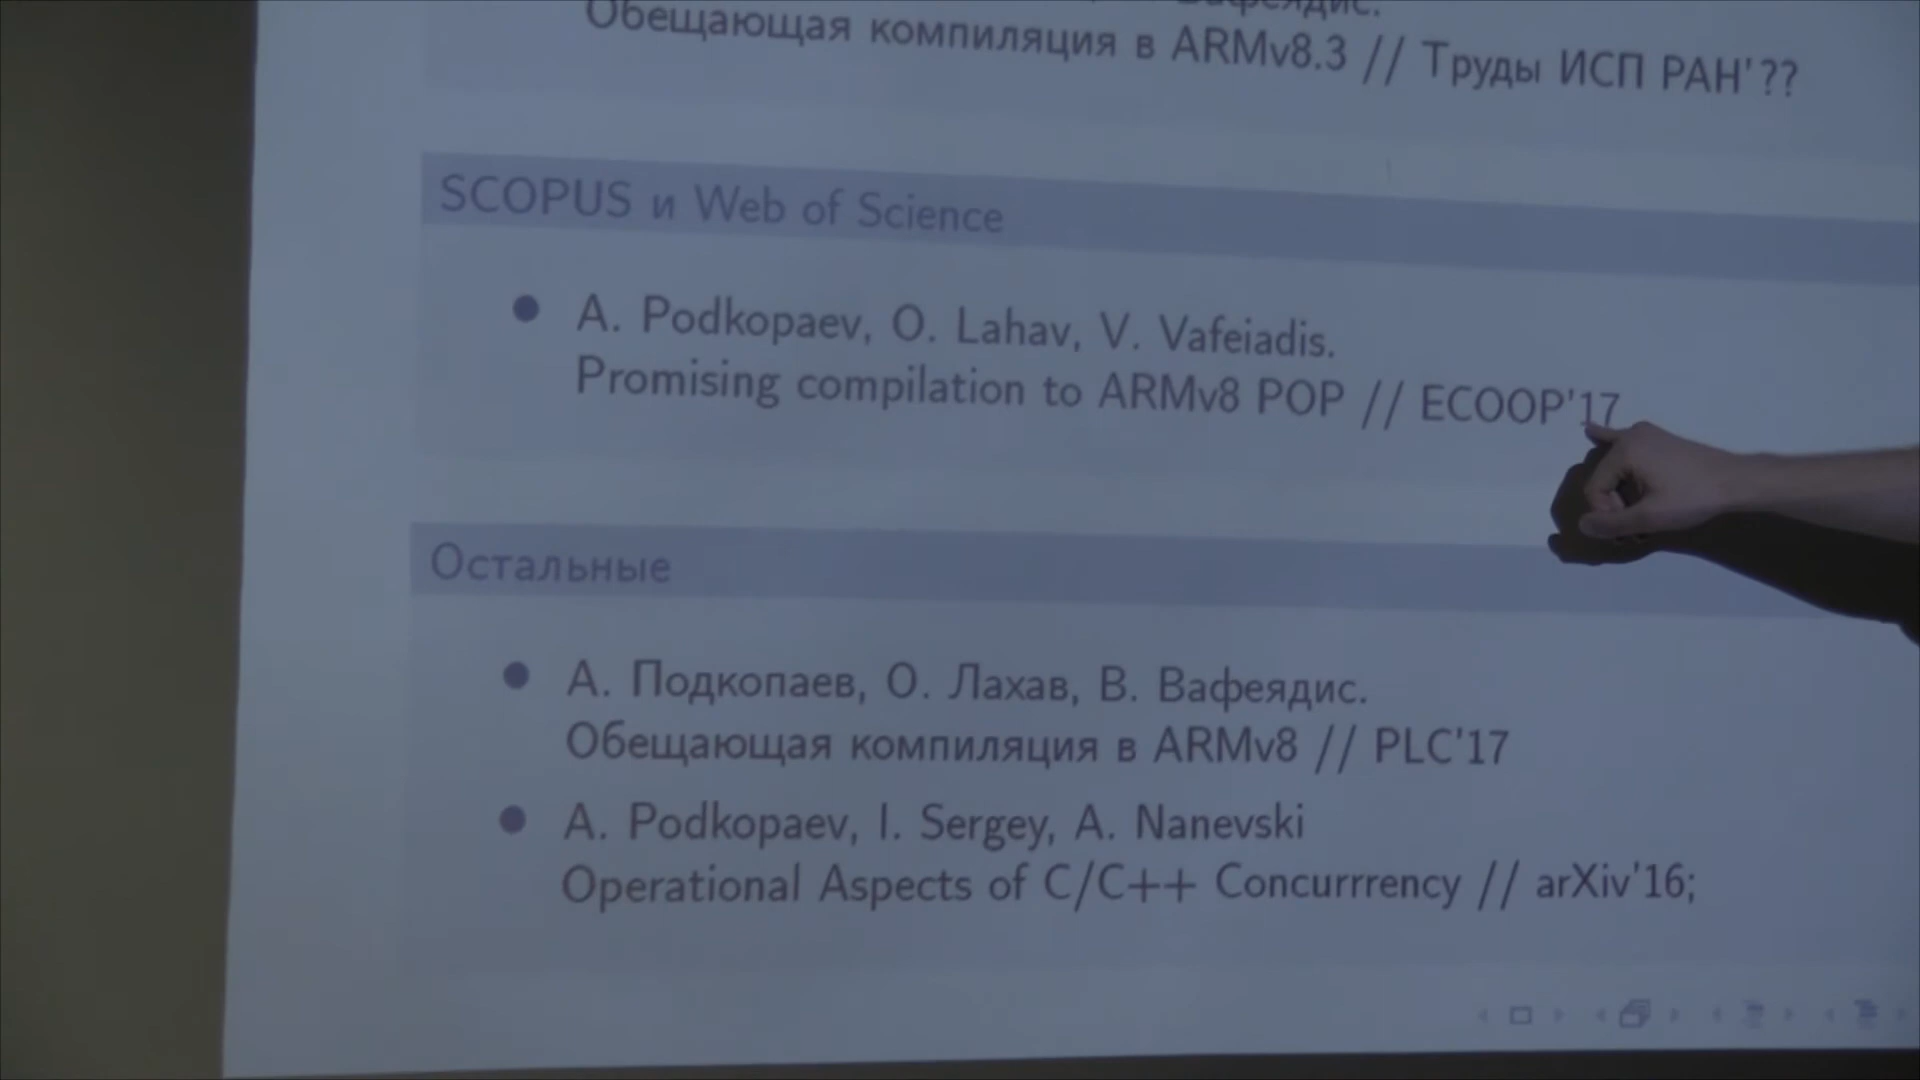 Вафеядис.
Обещающая компиляция в ARMv8.3 // Труды ИСП РАН'??
SCOPUS и Web of Science
A. Podkopaev, O. Lahav, V. Vafeiadis.
Promising compilation to ARMv8 POP // ECOOP'17
Остальные
А. Подкопаев, О. Лахав, В. Вафеядис.
Обещающая компиляция в ARMv8 // PLC'17
A. Podkopaev, I. Sergey, A. Nanevski
Operational Aspects of C/C++ Concurrrency // arXiv'16;